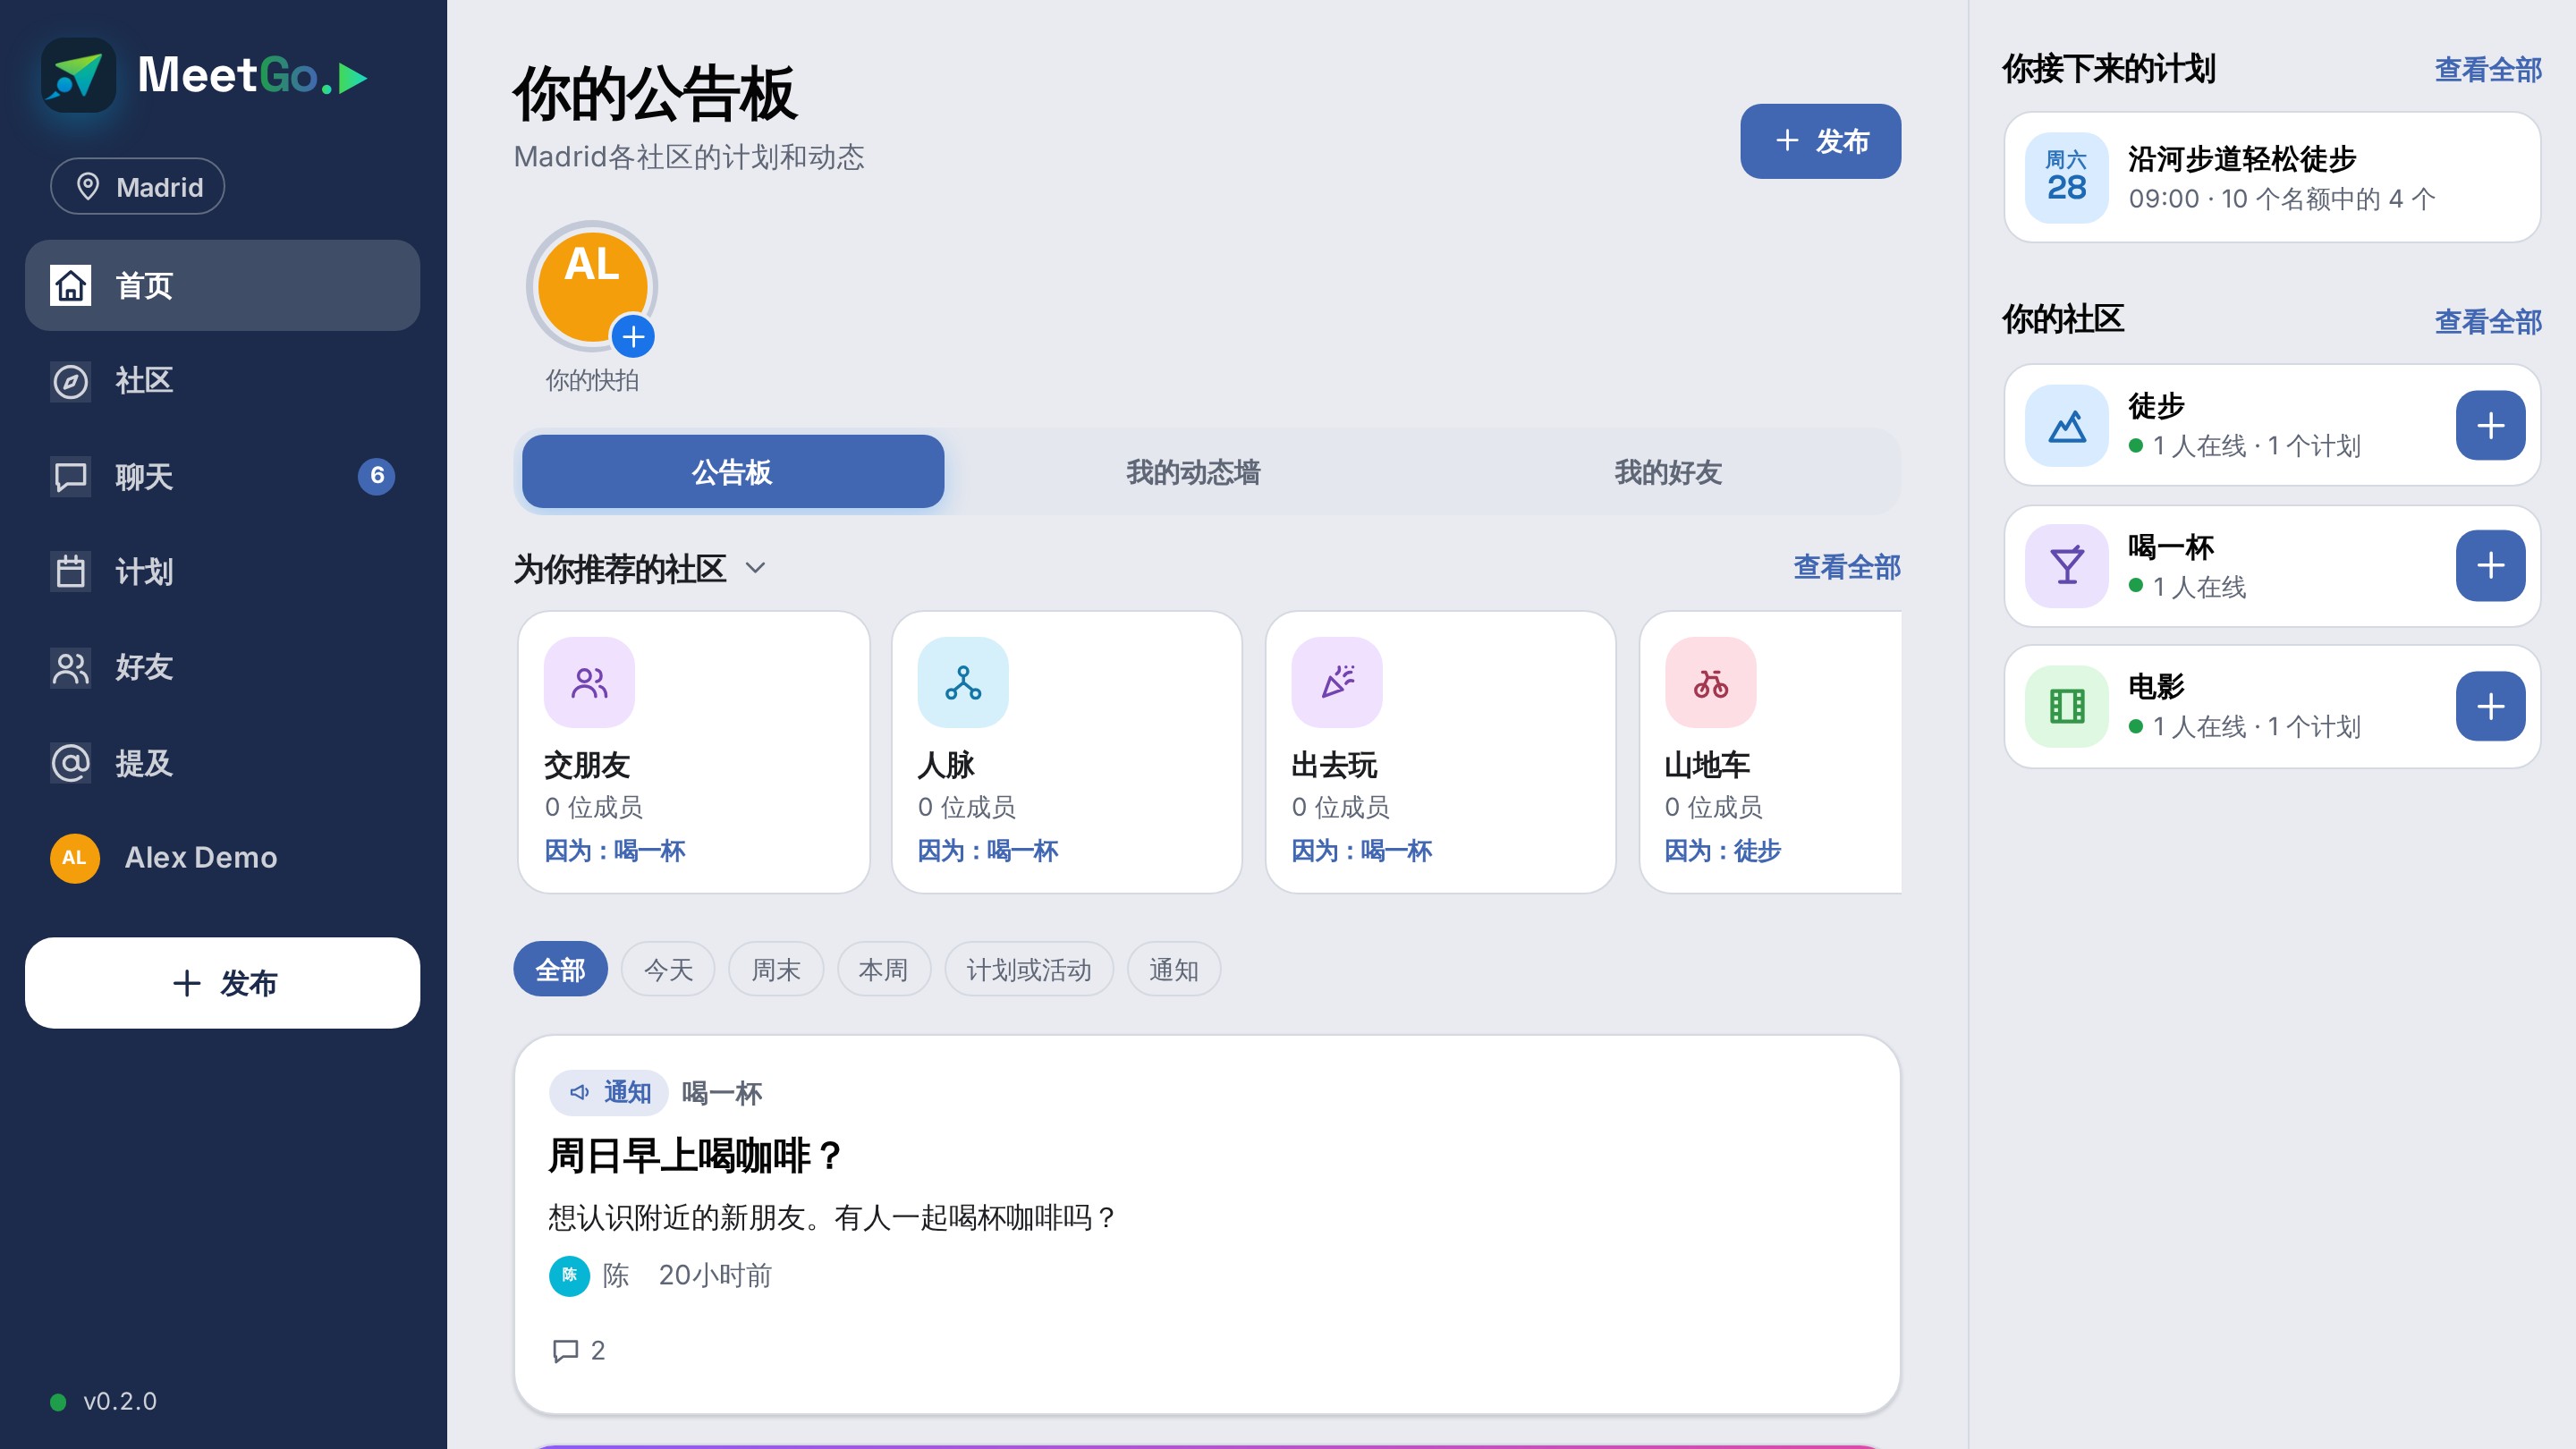 MeetGo.
Madrid
首页
社区
聊天
6
计划
好友
提及
AL
Alex Demo
发布
v0.2.0
你的公告板
Madrid各社区的计划和动态
发布
AL
你的快拍
公告板
我的动态墙
我的好友
为你推荐的社区
查看全部
交朋友
0 位成员
因为：喝一杯
人脉
0 位成员
因为：喝一杯
出去玩
0 位成员
因为：喝一杯
山地车
0 位成员
因为：徒步
全部
今天
周末
本周
计划或活动
通知
通知
喝一杯
周日早上喝咖啡？
想认识附近的新朋友。有人一起喝杯咖啡吗？
陈
陈 20小时前
2
你接下来的计划
查看全部
周六
28
沿河步道轻松徒步
09:00 · 10 个名额中的 4 个
你的社区
查看全部
徒步
1 人在线 · 1 个计划
喝一杯
1 人在线
电影
1 人在线 · 1 个计划